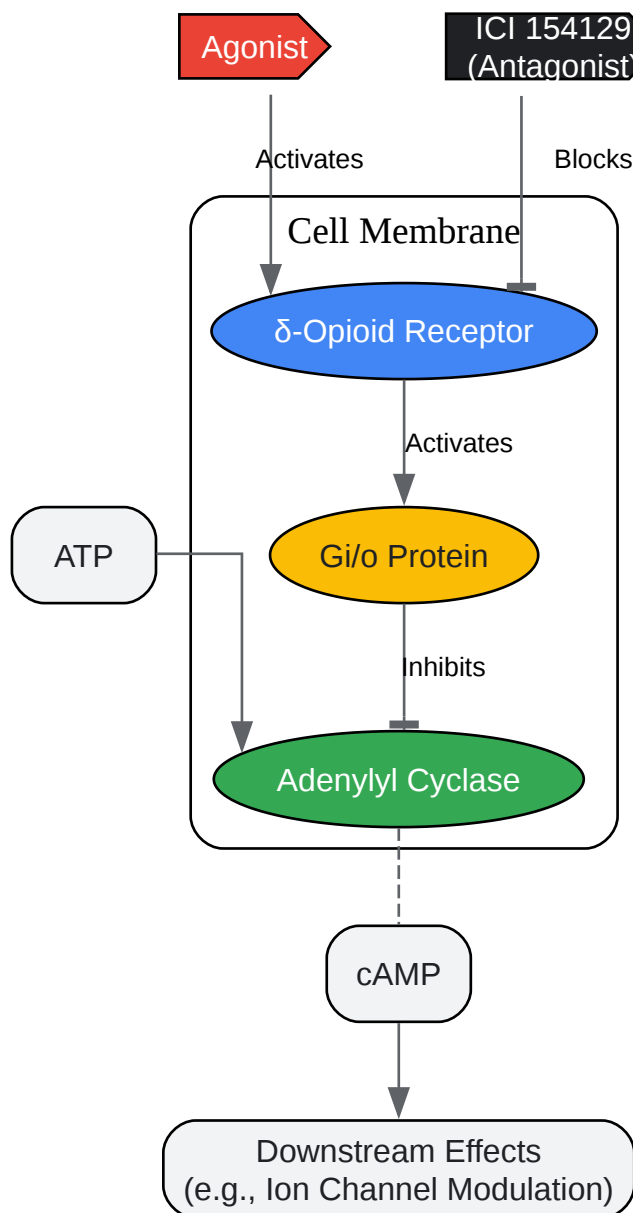 Agonist
ICI 154129
(Antagonist)
Activates
Blocks
Cell Membrane
δ-Opioid Receptor
Activates
ATP
Gi/o Protein
Inhibits
Adenylyl Cyclase
cAMP
Downstream Effects
(e.g., Ion Channel Modulation)